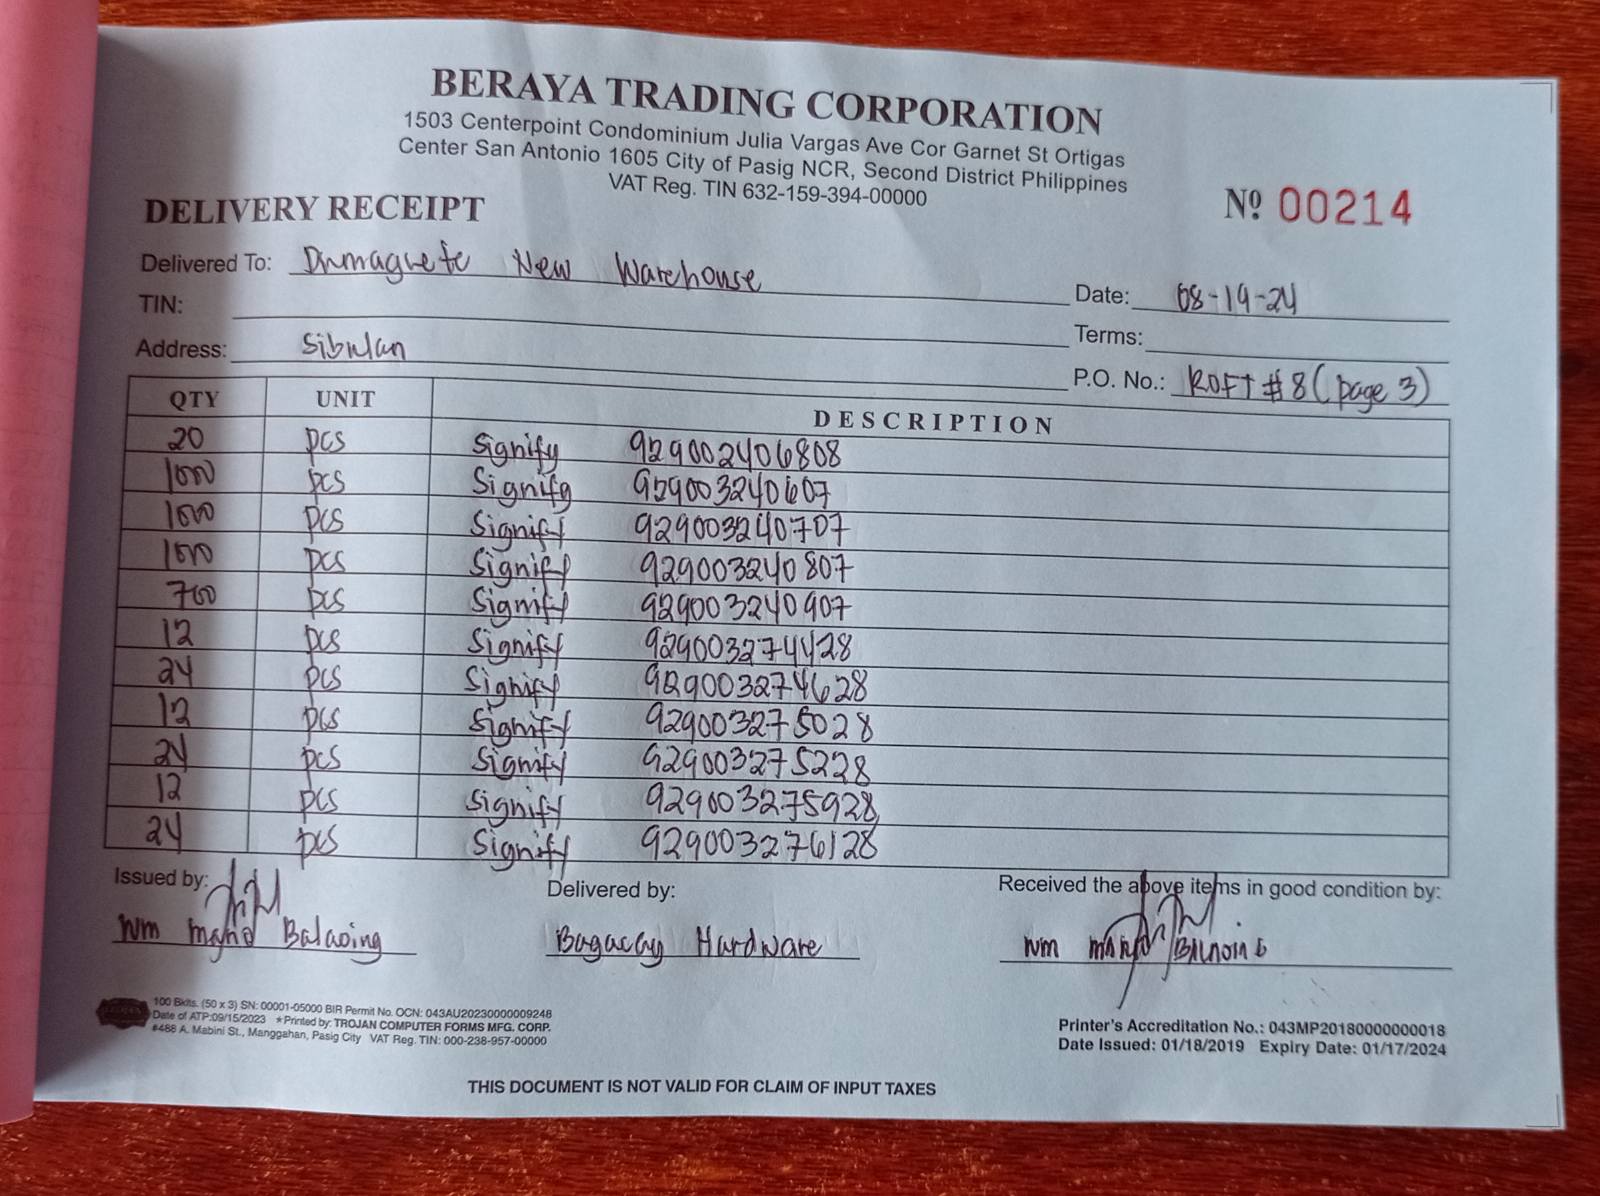 BERAYA TRADING CORPORATION
1503 Centerpoint Condominium Julia Vargas Ave Cor Garnet St Ortigas
Center San Antonio 1605 City of Pasig NCR, Second District Philippines
VAT Reg. TIN 632-159-394-00000
DELIVERY RECEIPT
Nº 00214
Delivered To: Dumaguete New Warehouse
Date: 08-19-24
TIN:
Terms:
Address: Sibulan
P.O. No.: ROFT #8 (page 3)
QTY UNIT DESCRIPTION
20 pcs Signify 929002406808
1000 pcs Signify 929003240607
1000 pcs Signify 929003240707
1000 pcs Signify 929003240807
700 pcs Signify 929003240907
12 pcs Signify 929003274428
24 pcs Signify 929003274628
12 pcs Signify 929003275028
24 pcs Signify 929003275228
12 pcs Signify 929003275928
24 pcs Signify 929003276128
Issued by:
Delivered by:
Received the above items in good condition by:
Balaoing
Bagacay Hardware
100 Bklts. (50 x 3) SN: 00001-05000 BIR Permit No. OCN: 043AU20230000009248
Date of ATP:09/15/2023 *Printed by: TROJAN COMPUTER FORMS MFG. CORP.
#488 A. Mabini St., Manggahan, Pasig City VAT Reg. TIN: 000-238-957-00000
Printer's Accreditation No.: 043MP20180000000018
Date Issued: 01/18/2019 Expiry Date: 01/17/2024
THIS DOCUMENT IS NOT VALID FOR CLAIM OF INPUT TAXES